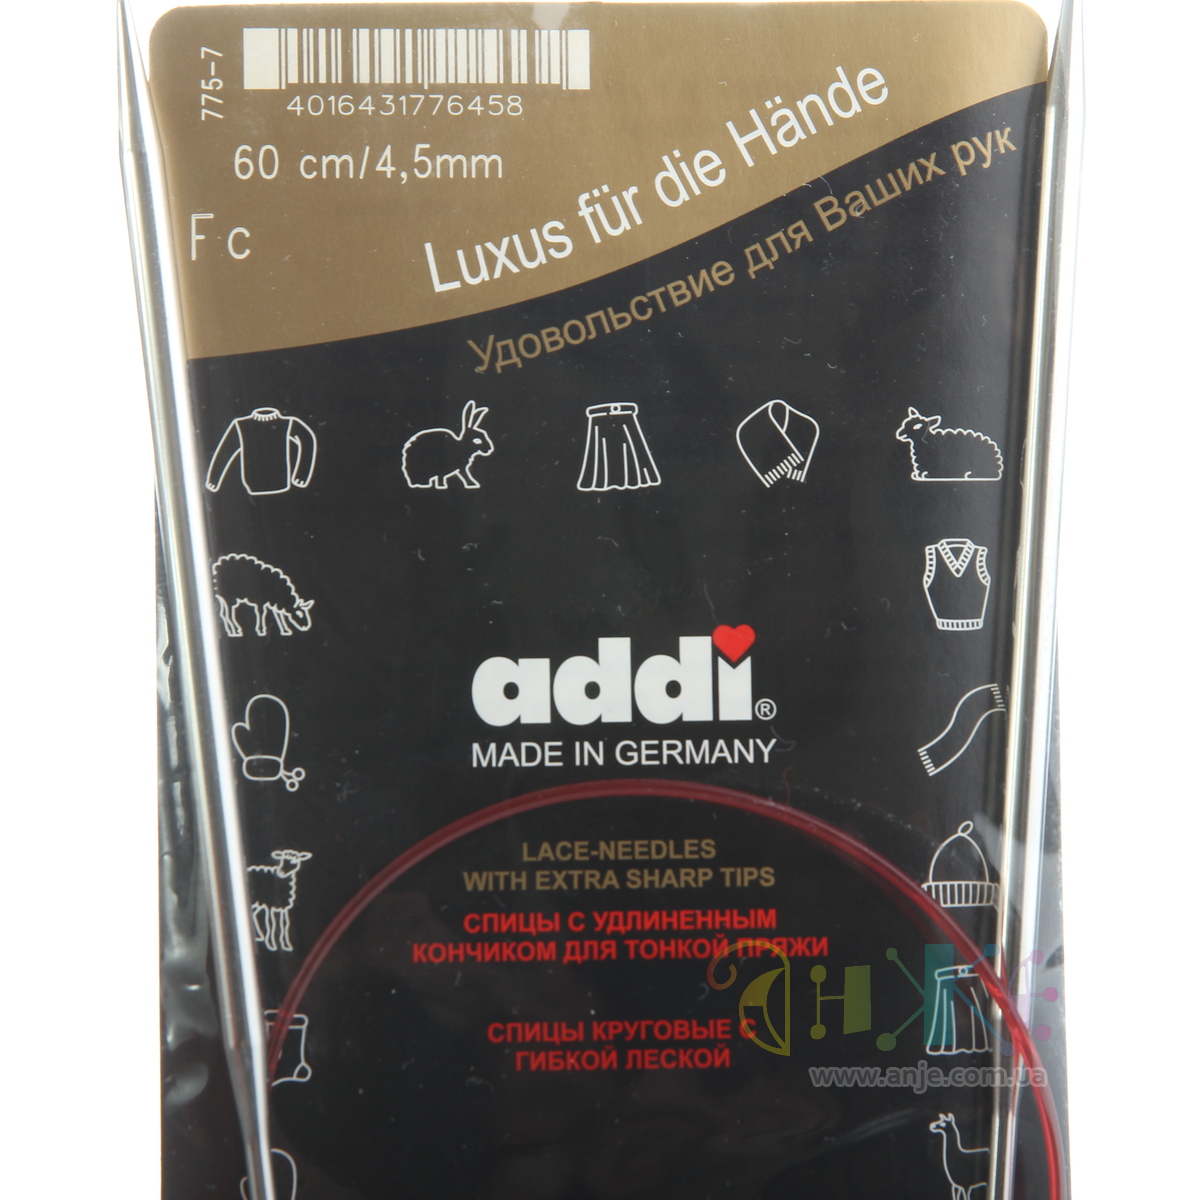 775-7
4016431776458
60 cm/4,5mm
Fc
Luxus für die Hände
Удовольствие для Ваших рук
addi®
MADE IN GERMANY
LACE-NEEDLES
WITH EXTRA SHARP TIPS
СПИЦЫ С УДЛИНЕННЫМ
КОНЧИКОМ ДЛЯ ТОНКОЙ ПРЯЖИ
СПИЦЫ КРУГОВЫЕ С
ГИБКОЙ ЛЕСКОЙ
Анже
www.anje.com.ua